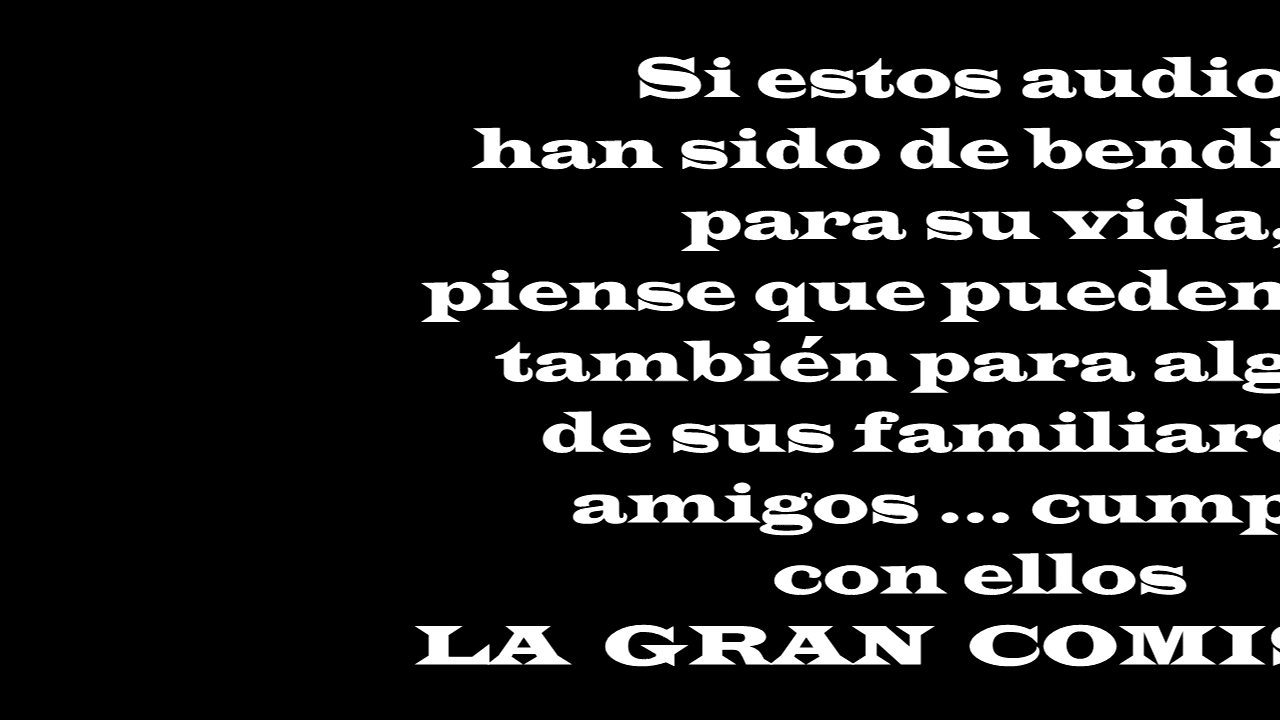 Si estos audio
han sido de bendi
para su vida,
piense que pueden
también para alg
de sus familiare
amigos ... cump
con ellos
LA GRAN COMIS